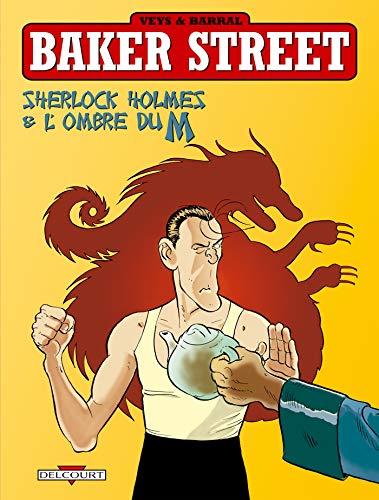 VEYS & BARRAL
BAKER STREET
SHERLOCK HOLMES
& L'OMBRE DU M
DELCOURT